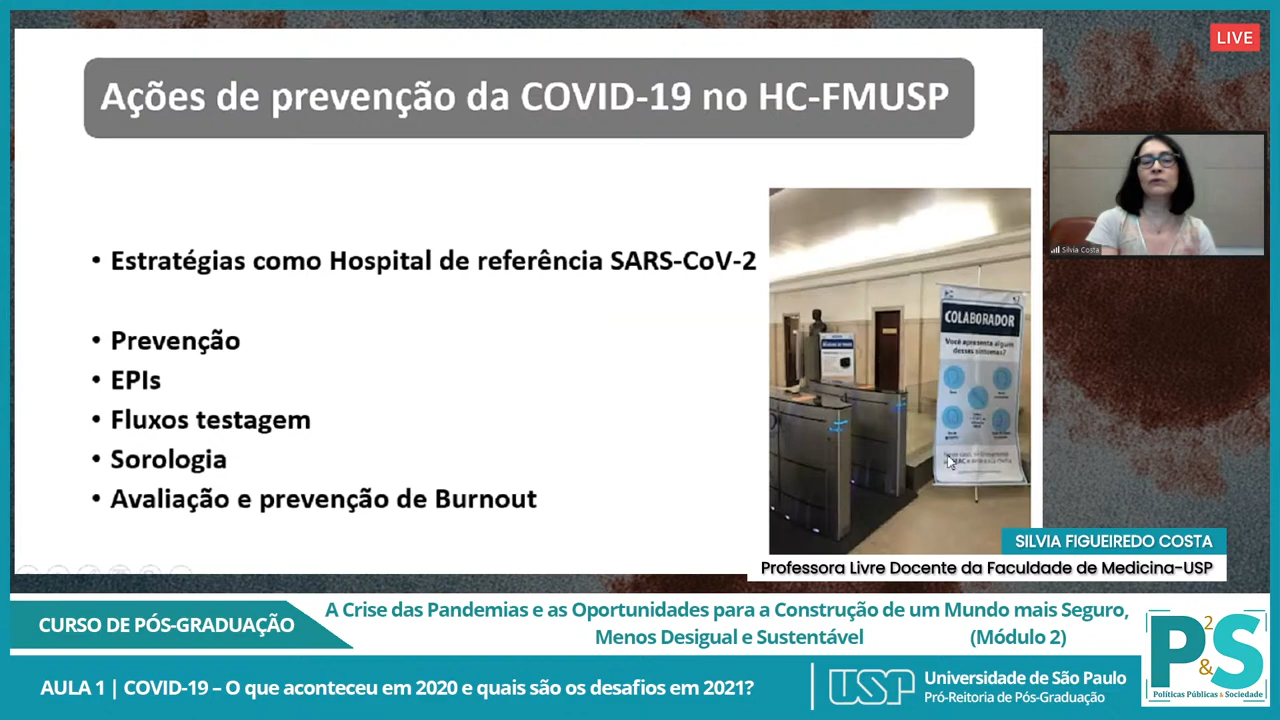 LIVE
Ações de prevenção da COVID-19 no HC-FMUSP
• Estratégias como Hospital de referência SARS-CoV-2
• Prevenção
• EPIs
• Fluxos testagem
• Sorologia
• Avaliação e prevenção de Burnout
COLABORADOR
Você apresenta algum
desses sintomas?
Silvia Costa
SILVIA FIGUEIREDO COSTA
Professora Livre Docente da Faculdade de Medicina-USP
CURSO DE PÓS-GRADUAÇÃO
A Crise das Pandemias e as Oportunidades para a Construção de um Mundo mais Seguro,
Menos Desigual e Sustentável (Módulo 2)
AULA 1 | COVID-19 – O que aconteceu em 2020 e quais são os desafios em 2021?
USP
Universidade de São Paulo
Pró-Reitoria de Pós-Graduação
P2&S
Políticas Públicas & Sociedade